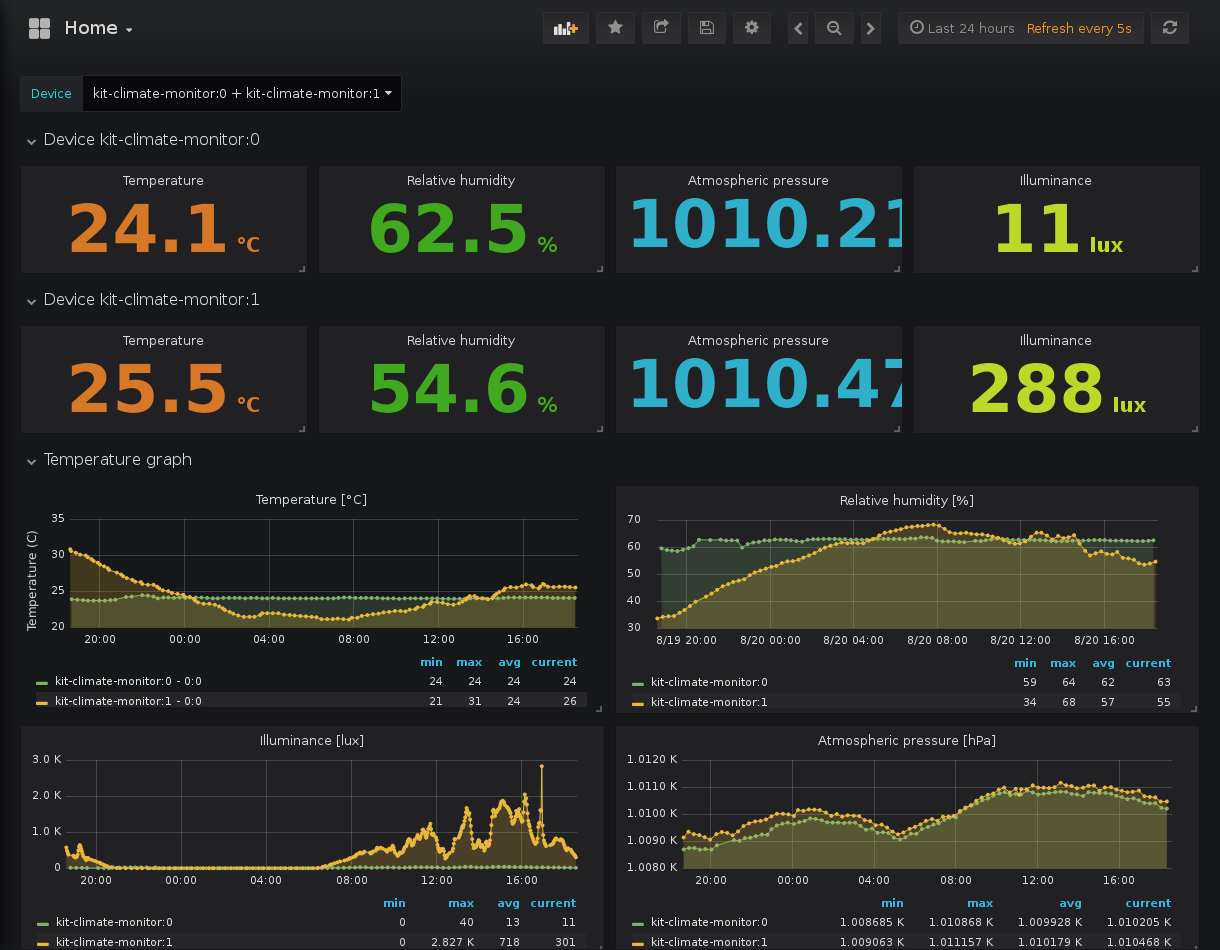 Home
Last 24 hours Refresh every 5s
Device kit-climate-monitor:0 + kit-climate-monitor:1
Device kit-climate-monitor:0
Temperature Relative humidity Atmospheric pressure Illuminance
24.1 °C 62.5 % 1010.21 11 lux
Device kit-climate-monitor:1
Temperature Relative humidity Atmospheric pressure Illuminance
25.5 °C 54.6 % 1010.47 288 lux
Temperature graph
Temperature [°C]
Temperature (C)
35
30
25
20
20:00 00:00 04:00 08:00 12:00 16:00
min max avg current
kit-climate-monitor:0 - 0:0 24 24 24 24
kit-climate-monitor:1 - 0:0 21 31 24 26
Relative humidity [%]
70
60
50
40
30
8/19 20:00 8/20 00:00 8/20 04:00 8/20 08:00 8/20 12:00 8/20 16:00
min max avg current
kit-climate-monitor:0 59 64 62 63
kit-climate-monitor:1 34 68 57 55
Illuminance [lux]
3.0 K
2.0 K
1.0 K
0
20:00 00:00 04:00 08:00 12:00 16:00
min max avg current
kit-climate-monitor:0 0 40 13 11
kit-climate-monitor:1 0 2.827 K 718 301
Atmospheric pressure [hPa]
1.0120 K
1.0110 K
1.0100 K
1.0090 K
1.0080 K
20:00 00:00 04:00 08:00 12:00 16:00
min max avg current
kit-climate-monitor:0 1.008685 K 1.010868 K 1.009928 K 1.010205 K
kit-climate-monitor:1 1.009063 K 1.011157 K 1.010179 K 1.010468 K